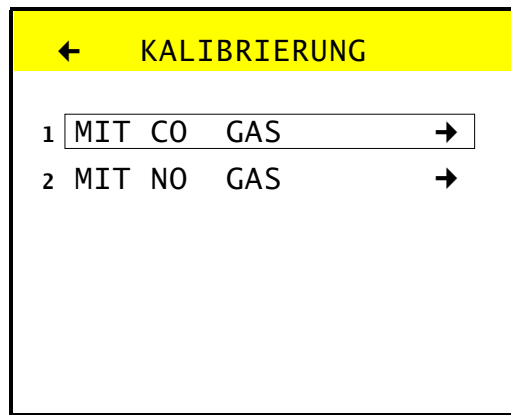 ← KALIBRIERUNG
1 MIT CO GAS →
2 MIT NO GAS →